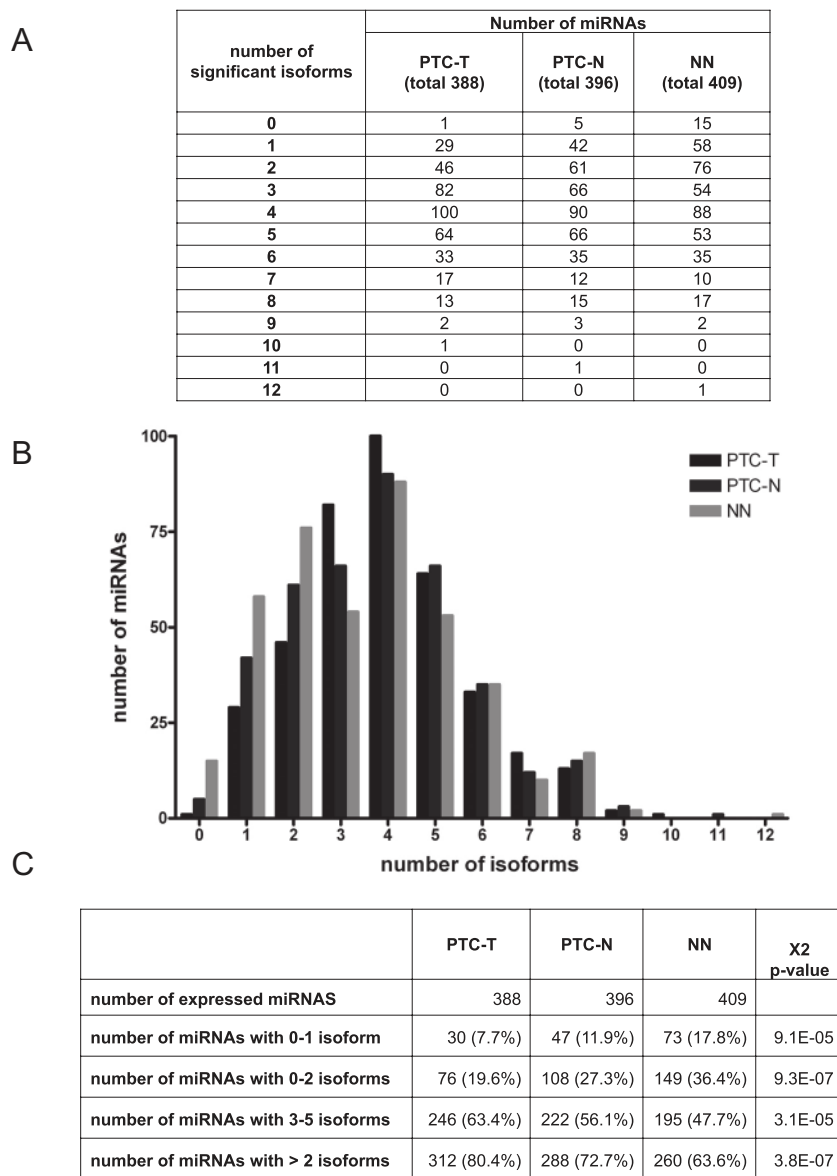 A
number of significant isoforms
Number of miRNAs
PTC-T (total 388)
PTC-N (total 396)
NN (total 409)
0 1 5 15
1 29 42 58
2 46 61 76
3 82 66 54
4 100 90 88
5 64 66 53
6 33 35 35
7 17 12 10
8 13 15 17
9 2 3 2
10 1 0 0
11 0 1 0
12 0 0 1
B
number of miRNAs
100
75
50
25
0
PTC-T
PTC-N
NN
0 1 2 3 4 5 6 7 8 9 10 11 12
number of isoforms
C
PTC-T PTC-N NN X2 p-value
number of expressed miRNAS 388 396 409
number of miRNAs with 0-1 isoform 30 (7.7%) 47 (11.9%) 73 (17.8%) 9.1E-05
number of miRNAs with 0-2 isoforms 76 (19.6%) 108 (27.3%) 149 (36.4%) 9.3E-07
number of miRNAs with 3-5 isoforms 246 (63.4%) 222 (56.1%) 195 (47.7%) 3.1E-05
number of miRNAs with > 2 isoforms 312 (80.4%) 288 (72.7%) 260 (63.6%) 3.8E-07